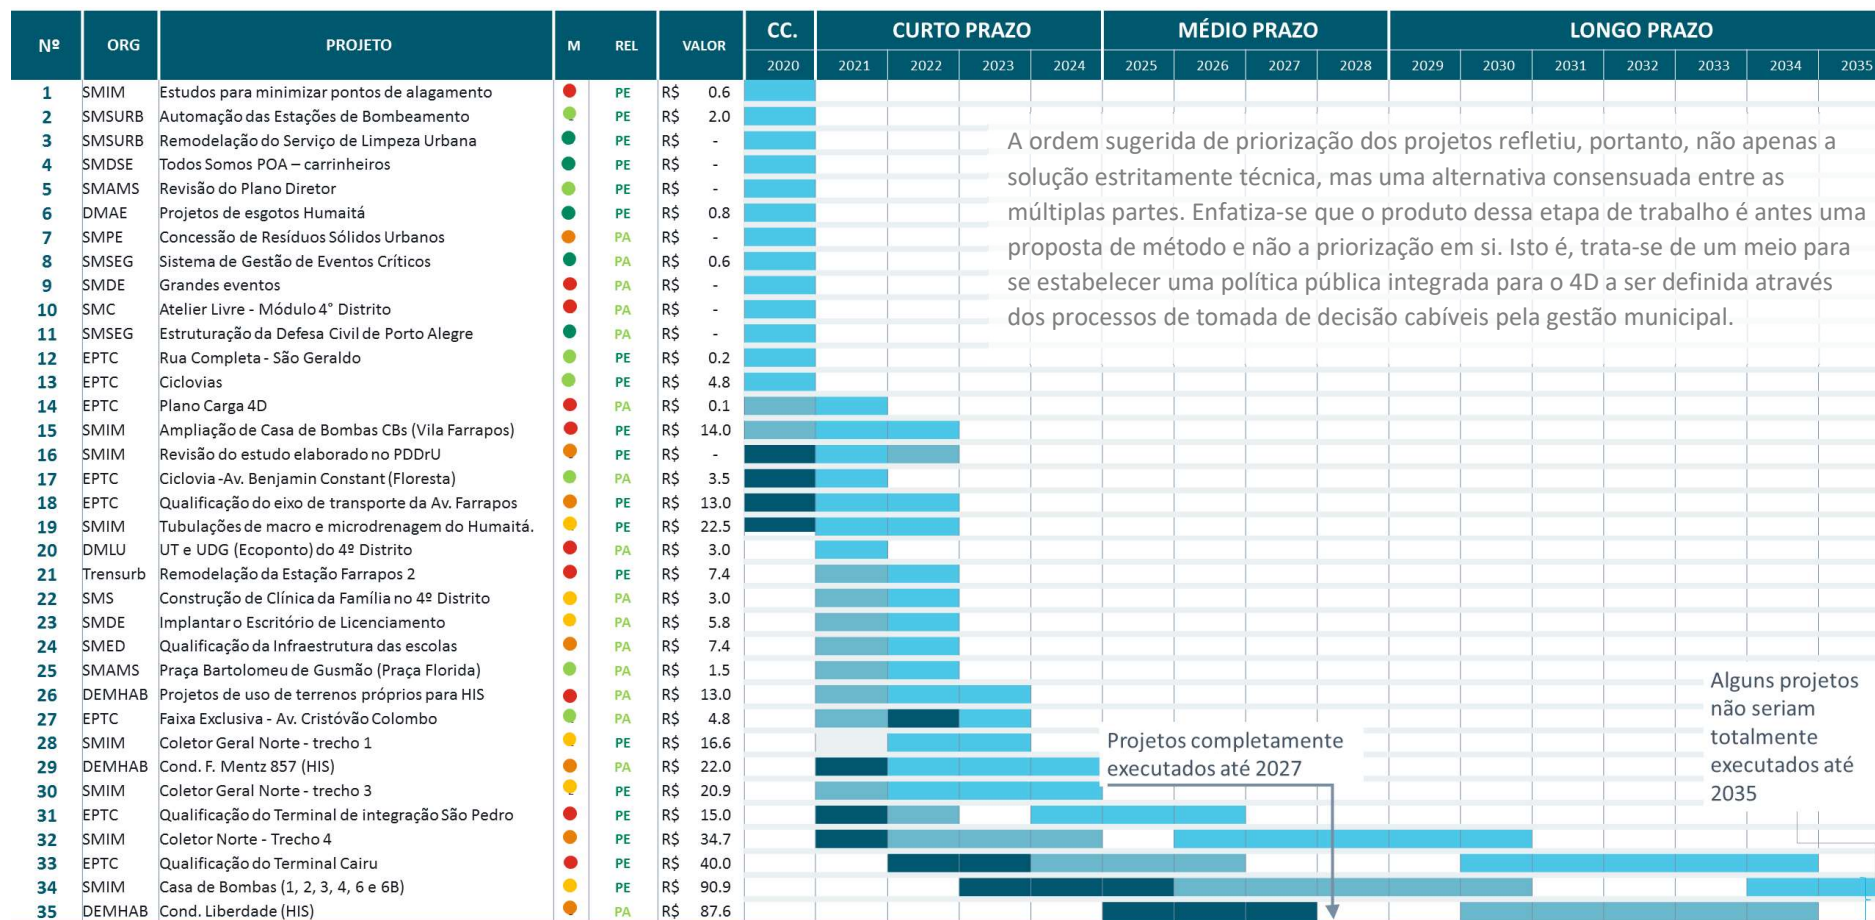 Nº ORG PROJETO M REL VALOR CC. CURTO PRAZO MÉDIO PRAZO LONGO PRAZO
2020 2021 2022 2023 2024 2025 2026 2027 2028 2029 2030 2031 2032 2033 2034 2035
1 SMIM Estudos para minimizar pontos de alagamento PE R$ 0.6
2 SMSURB Automação das Estações de Bombeamento PE R$ 2.0
3 SMSURB Remodelação do Serviço de Limpeza Urbana PE R$ -
4 SMDSE Todos Somos POA – carrinheiros PE R$ -
5 SMAMS Revisão do Plano Diretor PE R$ -
6 DMAE Projetos de esgotos Humaitá PE R$ 0.8
7 SMPE Concessão de Resíduos Sólidos Urbanos PA R$ -
8 SMSEG Sistema de Gestão de Eventos Críticos PA R$ 0.6
9 SMDE Grandes eventos PA R$ -
10 SMC Atelier Livre - Módulo 4° Distrito PA R$ -
11 SMSEG Estruturação da Defesa Civil de Porto Alegre PA R$ -
12 EPTC Rua Completa - São Geraldo PE R$ 0.2
13 EPTC Ciclovias PE R$ 4.8
14 EPTC Plano Carga 4D PA R$ 0.1
15 SMIM Ampliação de Casa de Bombas CBs (Vila Farrapos) PE R$ 14.0
16 SMIM Revisão do estudo elaborado no PDDrU PE R$ -
17 EPTC Ciclovia -Av. Benjamin Constant (Floresta) PA R$ 3.5
18 EPTC Qualificação do eixo de transporte da Av. Farrapos PE R$ 13.0
19 SMIM Tubulações de macro e microdrenagem do Humaitá. PE R$ 22.5
20 DMLU UT e UDG (Ecoponto) do 4º Distrito PA R$ 3.0
21 Trensurb Remodelação da Estação Farrapos 2 PE R$ 7.4
22 SMS Construção de Clínica da Família no 4º Distrito PA R$ 3.0
23 SMDE Implantar o Escritório de Licenciamento PA R$ 5.8
24 SMED Qualificação da Infraestrutura das escolas PA R$ 7.4
25 SMAMS Praça Bartolomeu de Gusmão (Praça Florida) PA R$ 1.5
26 DEMHAB Projetos de uso de terrenos próprios para HIS PA R$ 13.0
27 EPTC Faixa Exclusiva - Av. Cristóvão Colombo PA R$ 4.8
28 SMIM Coletor Geral Norte - trecho 1 PE R$ 16.6
29 DEMHAB Cond. F. Mentz 857 (HIS) PA R$ 22.0
30 SMIM Coletor Geral Norte - trecho 3 PE R$ 20.9
31 EPTC Qualificação do Terminal de integração São Pedro PE R$ 15.0
32 SMIM Coletor Norte - Trecho 4 PE R$ 34.7
33 EPTC Qualificação do Terminal Cairu PE R$ 40.0
34 SMIM Casa de Bombas (1, 2, 3, 4, 6 e 6B) PE R$ 90.9
35 DEMHAB Cond. Liberdade (HIS) PA R$ 87.6
A ordem sugerida de priorização dos projetos refletiu, portanto, não apenas a
solução estritamente técnica, mas uma alternativa consensuada entre as
múltiplas partes. Enfatiza-se que o produto dessa etapa de trabalho é antes uma
proposta de método e não a priorização em si. Isto é, trata-se de um meio para
se estabelecer uma política pública integrada para o 4D a ser definida através
dos processos de tomada de decisão cabíveis pela gestão municipal.
Projetos completamente
executados até 2027
Alguns projetos
não seriam
totalmente
executados até
2035